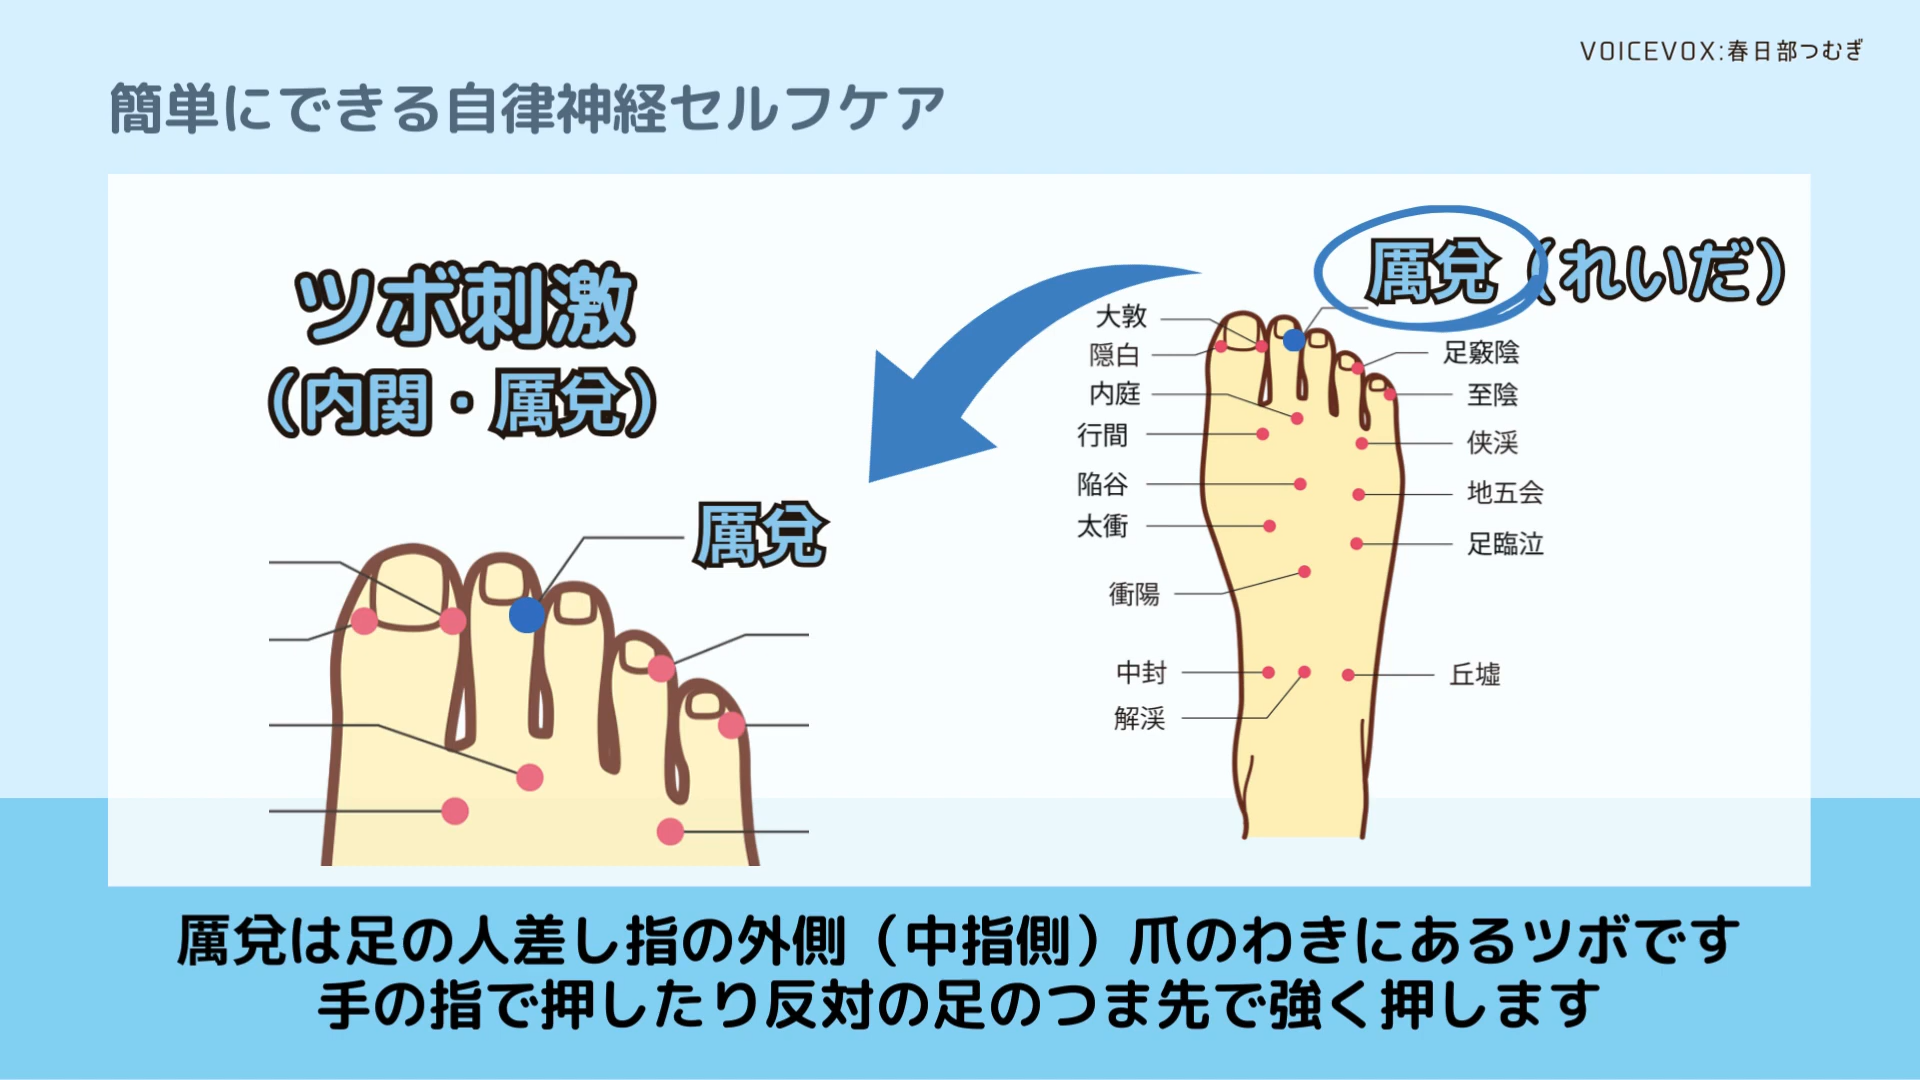 VOICEVOX:春日部つむぎ
簡単にできる自律神経セルフケア
ツボ刺激
（内関・厲兌）
厲兌
厲兌（れいだ）
大敦
隠白
内庭
行間
陥谷
太衝
衝陽
中封
解渓
足竅陰
至陰
侠渓
地五会
足臨泣
丘墟
厲兌は足の人差し指の外側（中指側）爪のわきにあるツボです
手の指で押したり反対の足のつま先で強く押します